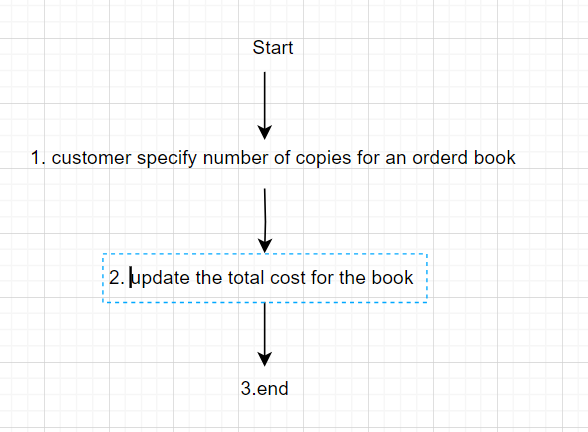 Start
1. customer specify number of copies for an orderd book
2. update the total cost for the book
3.end